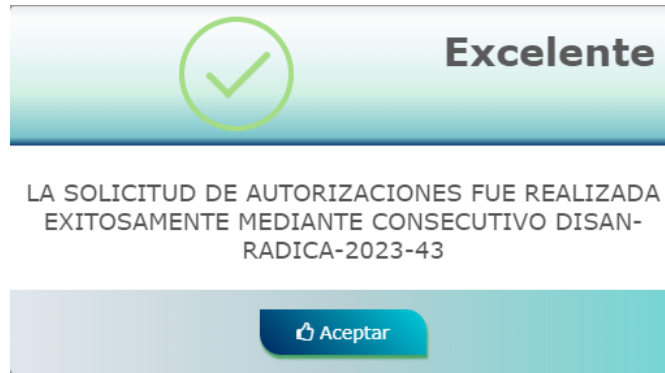 Excelente
LA SOLICITUD DE AUTORIZACIONES FUE REALIZADA
EXITOSAMENTE MEDIANTE CONSECUTIVO DISAN-
RADICA-2023-43
Aceptar